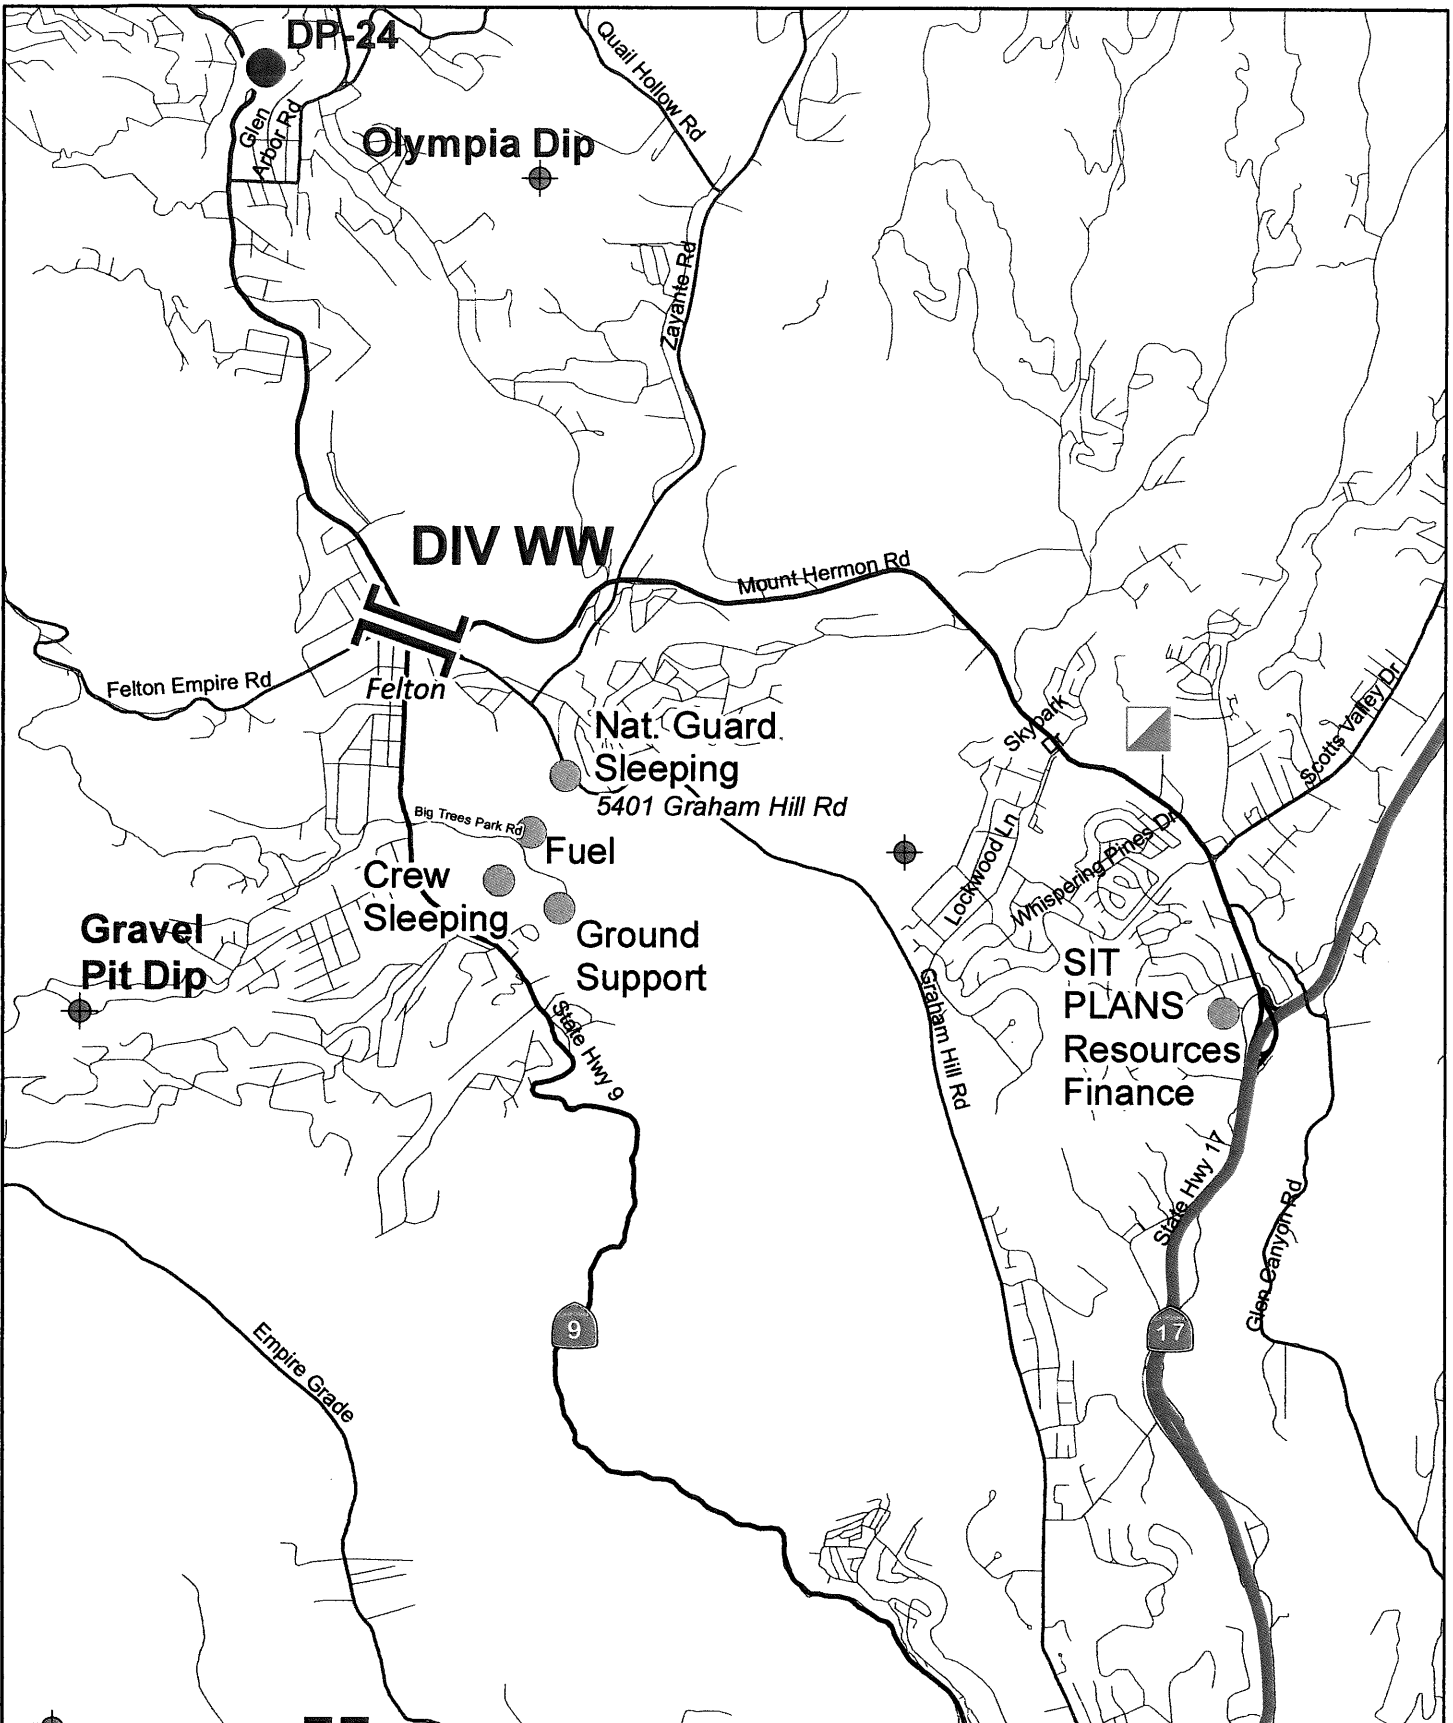 DP-24
Quail Hollow Rd
Glen
Arbor Rd
Olympia Dip
Zayante Rd
DIV WW
Mount Hermon Rd
Felton Empire Rd
Felton
Skypark
Dr
Scotts Valley Dr
Nat. Guard
Sleeping
5401 Graham Hill Rd
Big Trees Park Rd
Fuel
Crew
Sleeping
Lockwood Ln
Whispering Pines Dr
Gravel
Pit Dip
Ground
Support
SIT
PLANS
Resources
Finance
Graham Hill Rd
State Hwy 9
State Hwy 17
Glen Canyon Rd
9
17
Empire Grade